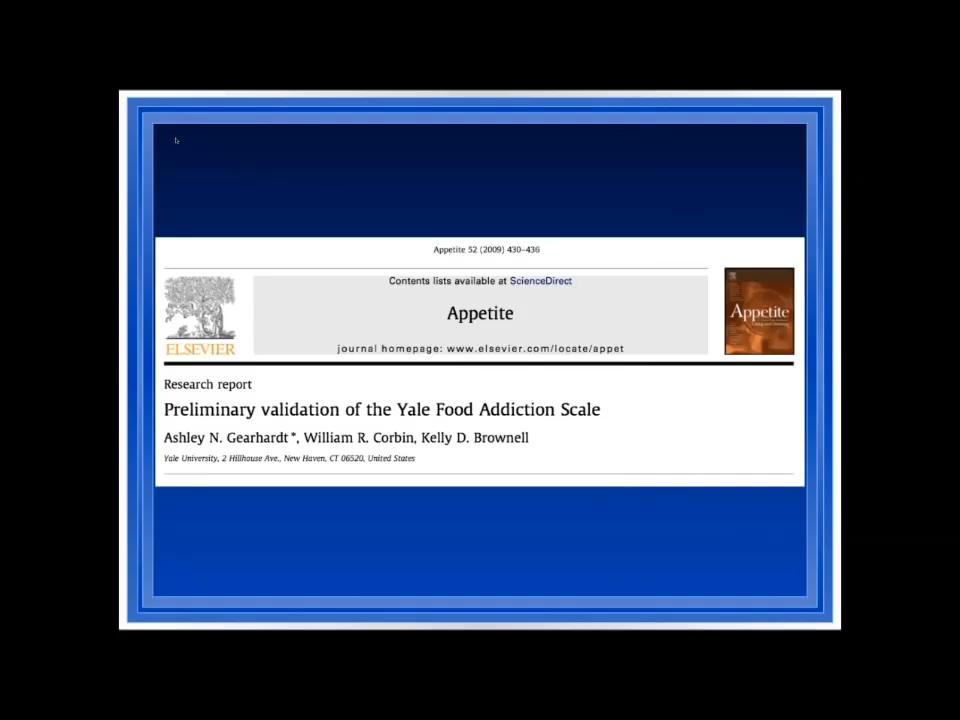 Appetite 52 (2009) 430–436
Contents lists available at ScienceDirect
Appetite
journal homepage: www.elsevier.com/locate/appet
ELSEVIER
Appetite
Research report
Preliminary validation of the Yale Food Addiction Scale
Ashley N. Gearhardt *, William R. Corbin, Kelly D. Brownell
Yale University, 2 Hillhouse Ave., New Haven, CT 06520, United States